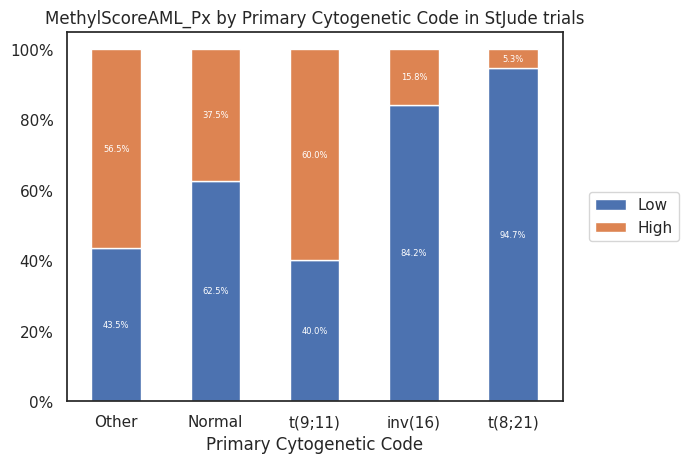 MethylScoreAML_Px by Primary Cytogenetic Code in StJude trials
100%
80%
60%
40%
20%
0%
56.5%
43.5%
37.5%
62.5%
60.0%
40.0%
15.8%
84.2%
5.3%
94.7%
Low
High
Other
Normal
t(9;11)
inv(16)
t(8;21)
Primary Cytogenetic Code